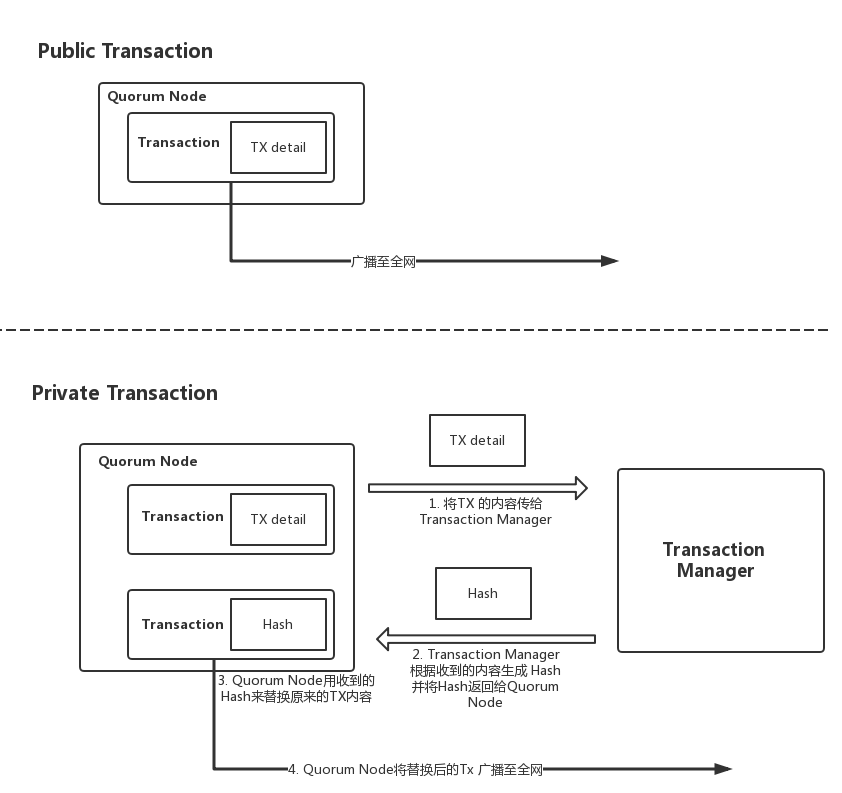 Public Transaction
Quorum Node
Transaction
TX detail
广播至全网
Private Transaction
TX detail
Quorum Node
Transaction
TX detail
1. 将TX 的内容传给
Transaction Manager
Transaction
Manager
Hash
Transaction
Hash
2. Transaction Manager
根据收到的内容生成 Hash
并将Hash返回给Quorum
Node
3. Quorum Node用收到的
Hash来替换原来的TX内容
4. Quorum Node将替换后的Tx 广播至全网